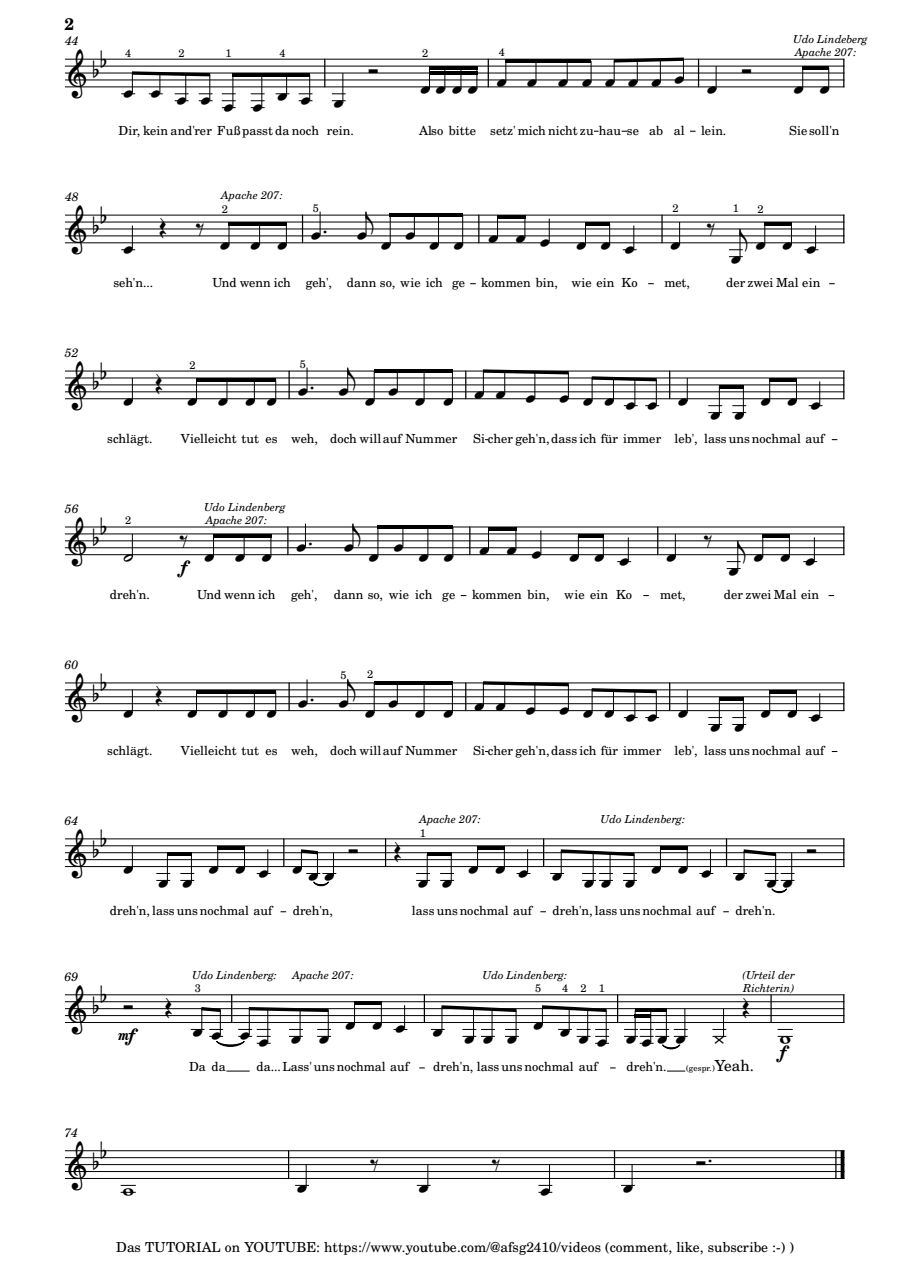 2
44
Udo Lindeberg
Apache 207:
4 2 1 4 2 4
Dir, kein and'rer Fuß passt da noch rein. Also bitte setz' mich nicht zu-hau-se ab al - lein. Sie soll'n
48
Apache 207:
2 5 2 1 2
seh'n... Und wenn ich geh', dann so, wie ich ge - kommen bin, wie ein Ko - met, der zwei Mal ein -
52
2 5
schlägt. Vielleicht tut es weh, doch will auf Nummer Si-cher geh'n, dass ich für immer leb', lass uns nochmal auf -
56
Udo Lindenberg
Apache 207:
2
f
dreh'n. Und wenn ich geh', dann so, wie ich ge - kommen bin, wie ein Ko - met, der zwei Mal ein -
60
5 2
schlägt. Vielleicht tut es weh, doch will auf Nummer Si-cher geh'n, dass ich für immer leb', lass uns nochmal auf -
64
Apache 207: Udo Lindenberg:
1
dreh'n, lass uns nochmal auf - dreh'n, lass uns nochmal auf - dreh'n, lass uns nochmal auf - dreh'n.
69
Udo Lindenberg: Apache 207: Udo Lindenberg: (Urteil der
Richterin)
3 5 4 2 1
mf f
Da da___ da... Lass' uns nochmal auf - dreh'n, lass uns nochmal auf - dreh'n.___(gespr.)Yeah.
74
Das TUTORIAL on YOUTUBE: https://www.youtube.com/@afsg2410/videos (comment, like, subscribe :-) )